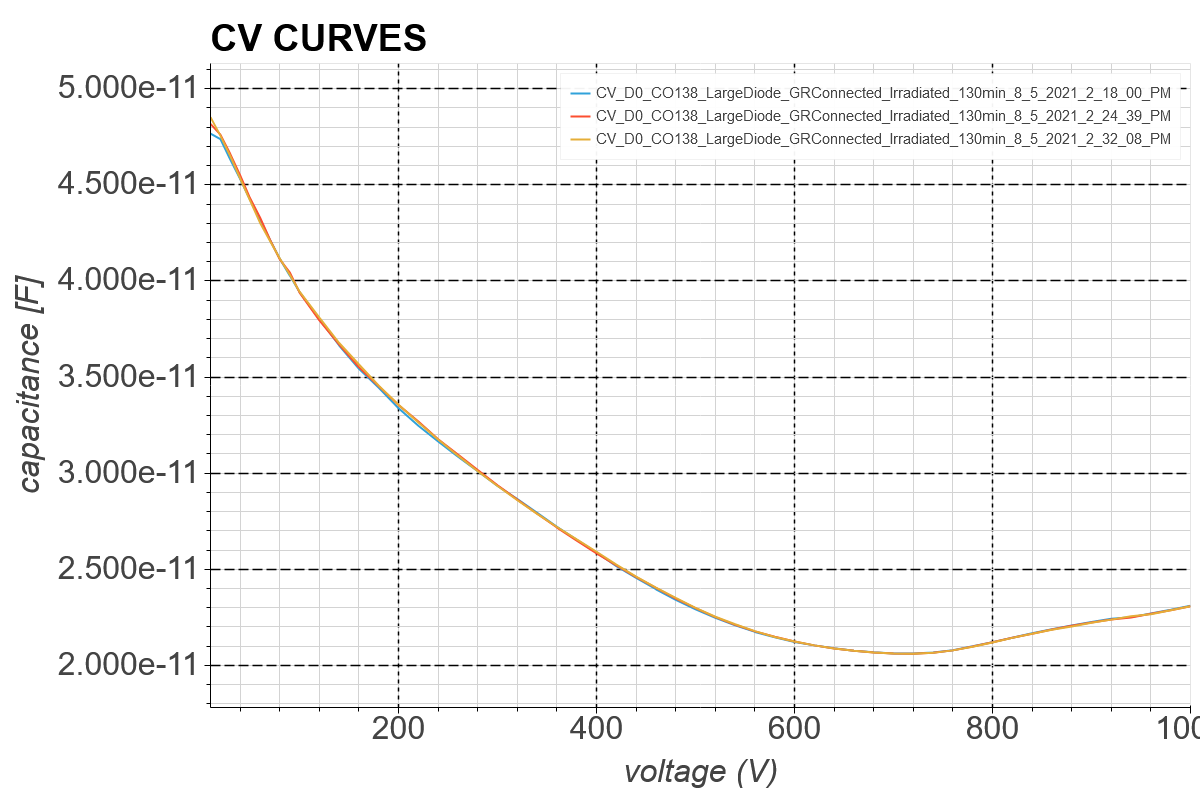 CV CURVES
5.000e-11
4.500e-11
4.000e-11
3.500e-11
3.000e-11
2.500e-11
2.000e-11
capacitance [F]
CV_D0_CO138_LargeDiode_GRConnected_Irradiated_130min_8_5_2021_2_18_00_PM
CV_D0_CO138_LargeDiode_GRConnected_Irradiated_130min_8_5_2021_2_24_39_PM
CV_D0_CO138_LargeDiode_GRConnected_Irradiated_130min_8_5_2021_2_32_08_PM
200 400 600 800 100
voltage (V)